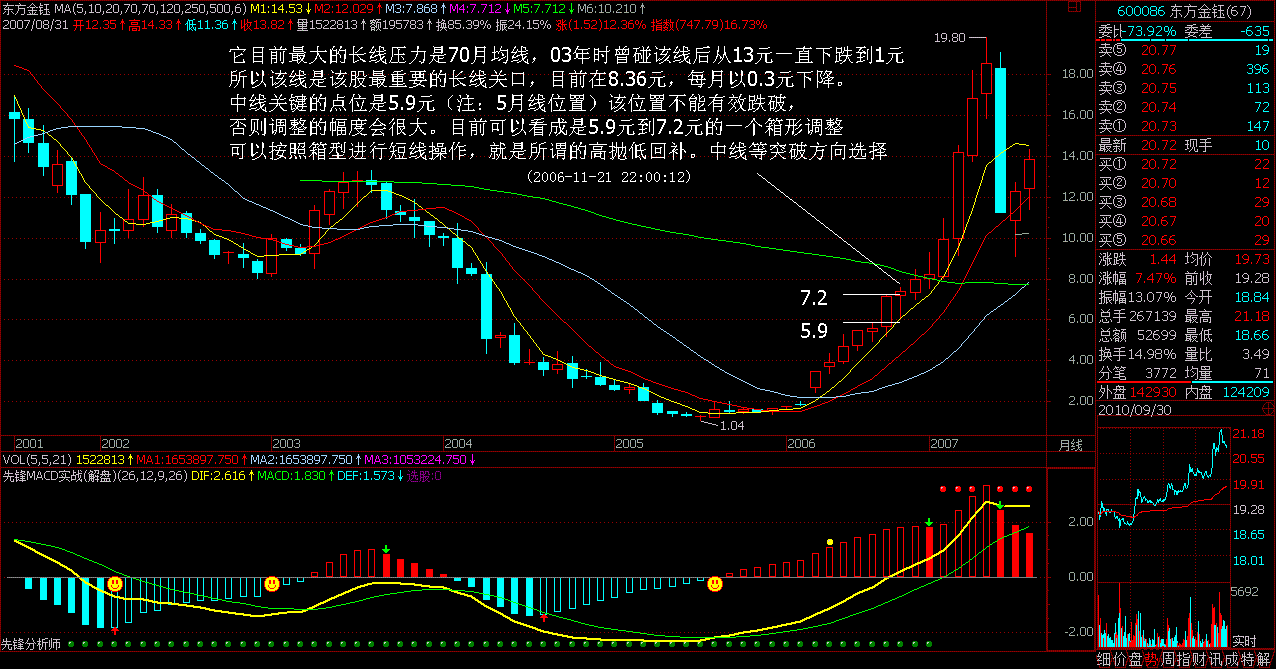 东方金钰 MA(5,10,20,70,70,120,250,500,6) M1:14.53↓ M2:12.029↑ M3:7.868↑ M4:7.712↓ M5:7.712↓ M6:10.210↑
2007/08/31 开12.35↑高14.33↑低11.36↑收13.82↑量1522813↑额195783↑换85.39% 振24.15% 涨(1.52)12.36% 指数(747.79)16.73%
它目前最大的长线压力是70月均线，03年时曾碰该线后从13元一直下跌到1元
所以该线是该股最重要的长线关口，目前在8.36元，每月以0.3元下降。
中线关键的点位是5.9元（注：5月线位置）该位置不能有效跌破，
否则调整的幅度会很大。目前可以看成是5.9元到7.2元的一个箱形调整
可以按照箱型进行短线操作，就是所谓的高抛低回补。中线等突破方向选择
(2006-11-21 22:00:12)
19.80
7.2
5.9
1.04
18.00
16.00
14.00
12.00
10.00
8.00
6.00
4.00
2.00
2001 2002 2003 2004 2005 2006 2007 月线
VOL(5,5,21) 1522813↑MA1:1653897.750↑MA2:1653897.750↑MA3:1053224.750↓
先锋MACD实战(解盘)(26,12,9,26) DIF:2.616↑MACD:1.830↑DEF:1.573↓选股:0
2.00
0.00
-2.00
先锋分析师
600086 东方金钰(67)
委比73.92% 委差 -635
卖⑤ 20.77 19
卖④ 20.76 396
卖③ 20.75 113
卖② 20.74 72
卖① 20.73 147
最新 20.72 现手 10
买① 20.72 22
买② 20.70 12
买③ 20.68 29
买④ 20.67 20
买⑤ 20.66 29
涨跌 1.44 均价 19.73
涨幅 7.47% 前收 19.28
振幅13.07% 今开 18.84
总手267139 最高 21.18
总额 52699 最低 18.66
换手14.98% 量比 3.49
分笔 3772 均量 71
外盘142930 内盘 124209
2010/09/30
21.18
20.55
19.91
19.28
18.65
18.01
5692
实时
细价盘势周指财讯成特解